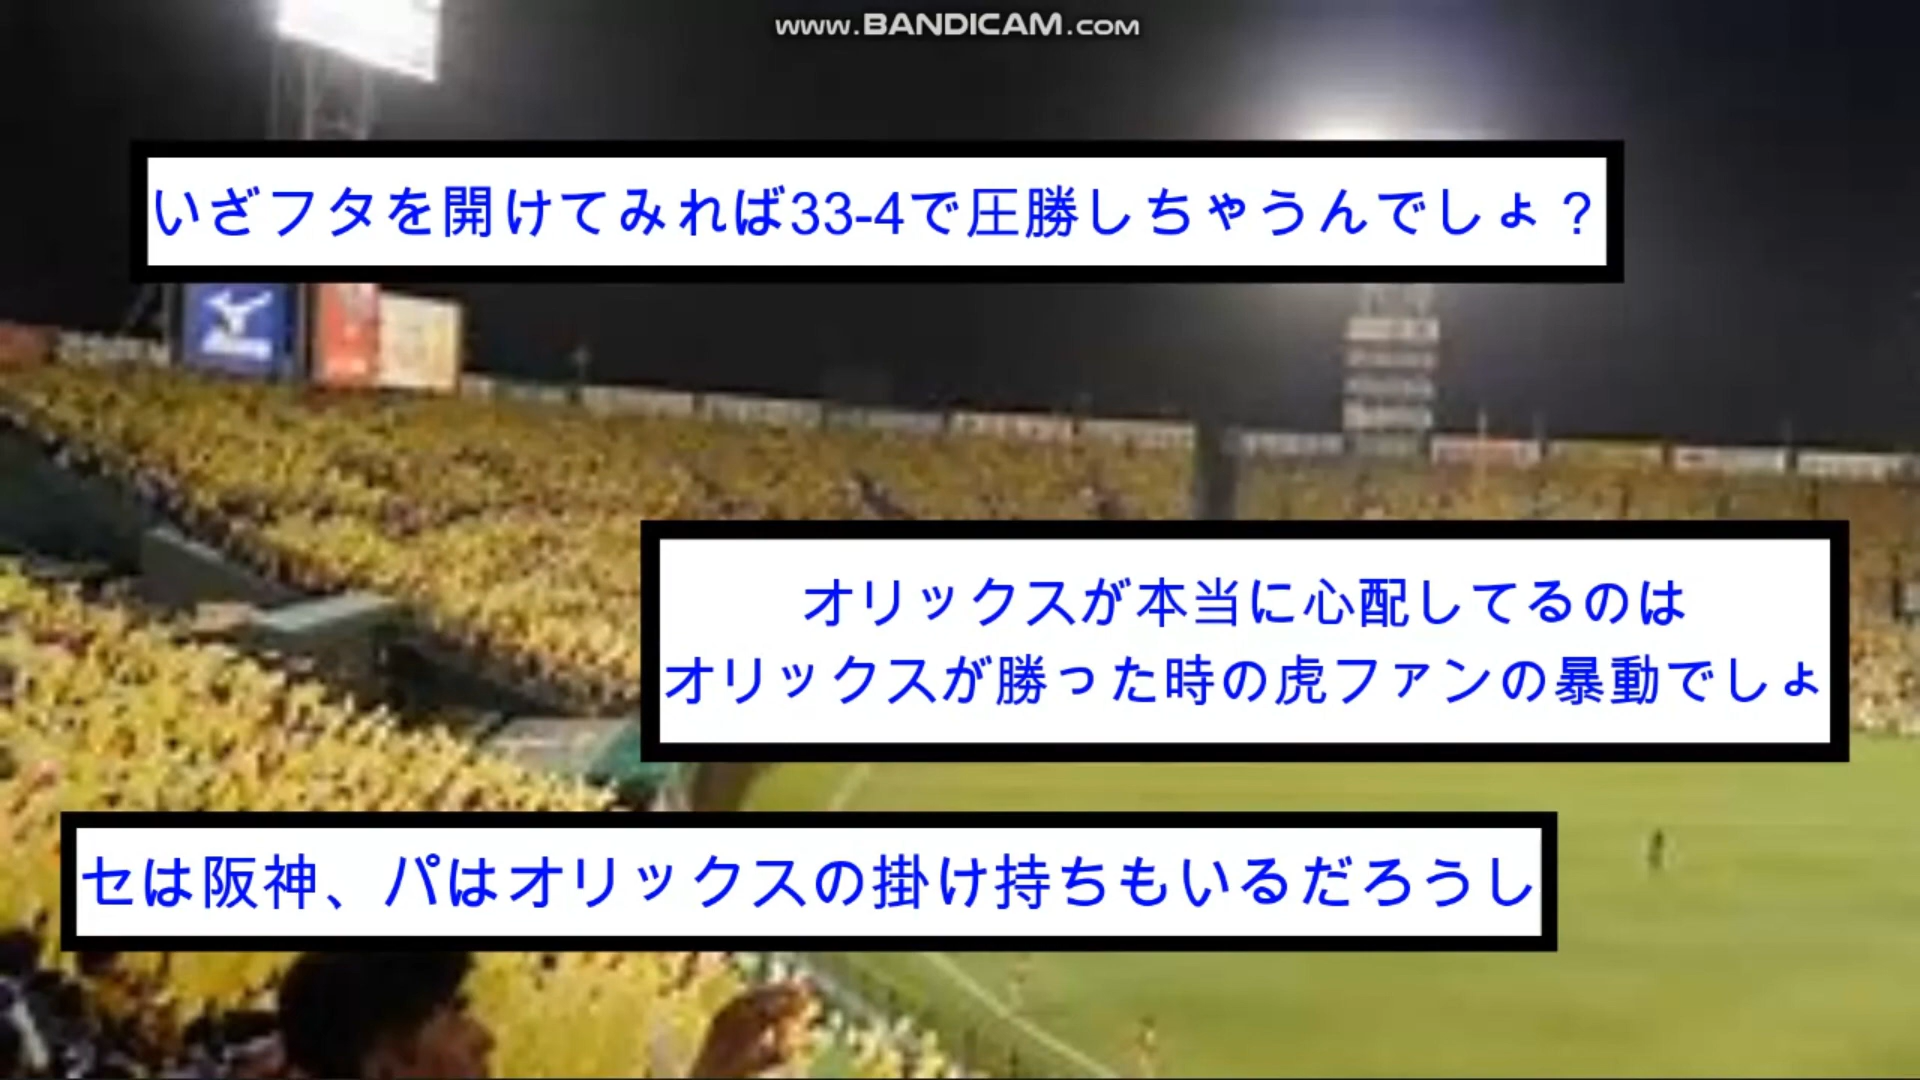 www.BANDICAM.com
いざフタを開けてみれば33-4で圧勝しちゃうんでしょ？
オリックスが本当に心配してるのは
オリックスが勝った時の虎ファンの暴動でしょ
セは阪神、パはオリックスの掛け持ちもいるだろうし